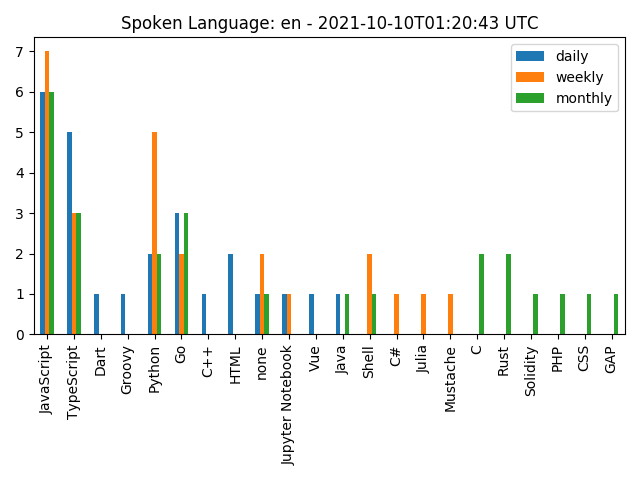 Spoken Language: en - 2021-10-10T01:20:43 UTC
daily
weekly
monthly
7
6
5
4
3
2
1
0
JavaScript
TypeScript
Dart
Groovy
Python
Go
C++
HTML
none
Jupyter Notebook
Vue
Java
Shell
C#
Julia
Mustache
C
Rust
Solidity
PHP
CSS
GAP